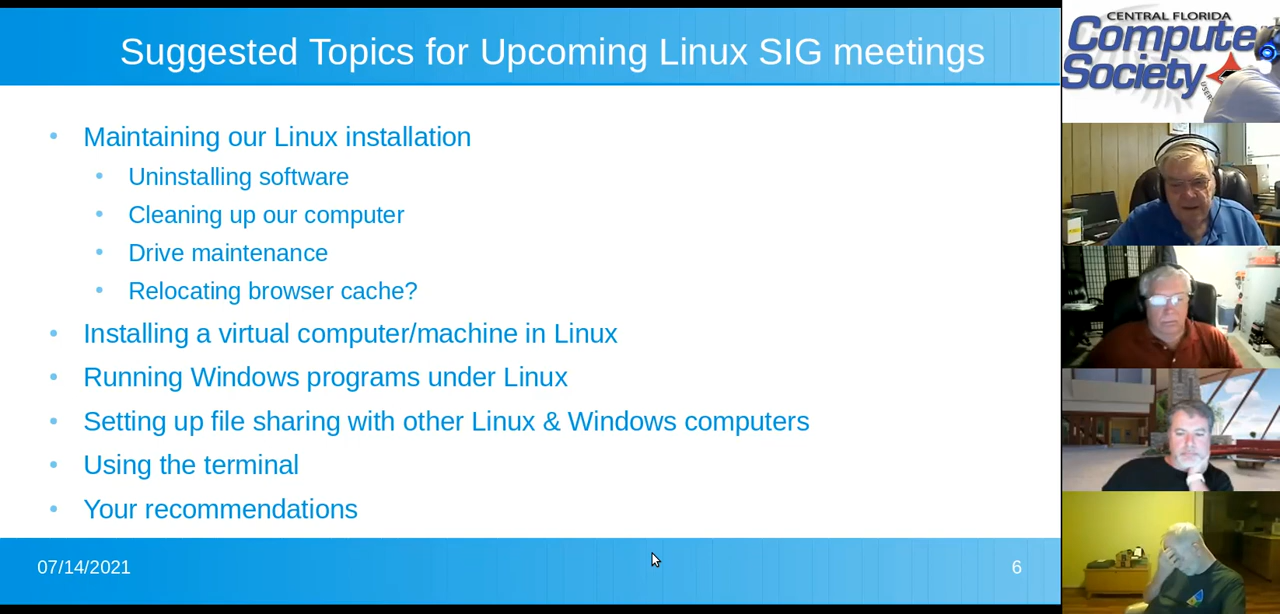 Suggested Topics for Upcoming Linux SIG meetings
Maintaining our Linux installation
Uninstalling software
Cleaning up our computer
Drive maintenance
Relocating browser cache?
Installing a virtual computer/machine in Linux
Running Windows programs under Linux
Setting up file sharing with other Linux & Windows computers
Using the terminal
Your recommendations
07/14/2021
6
CENTRAL FLORIDA
Compute
Society
USER